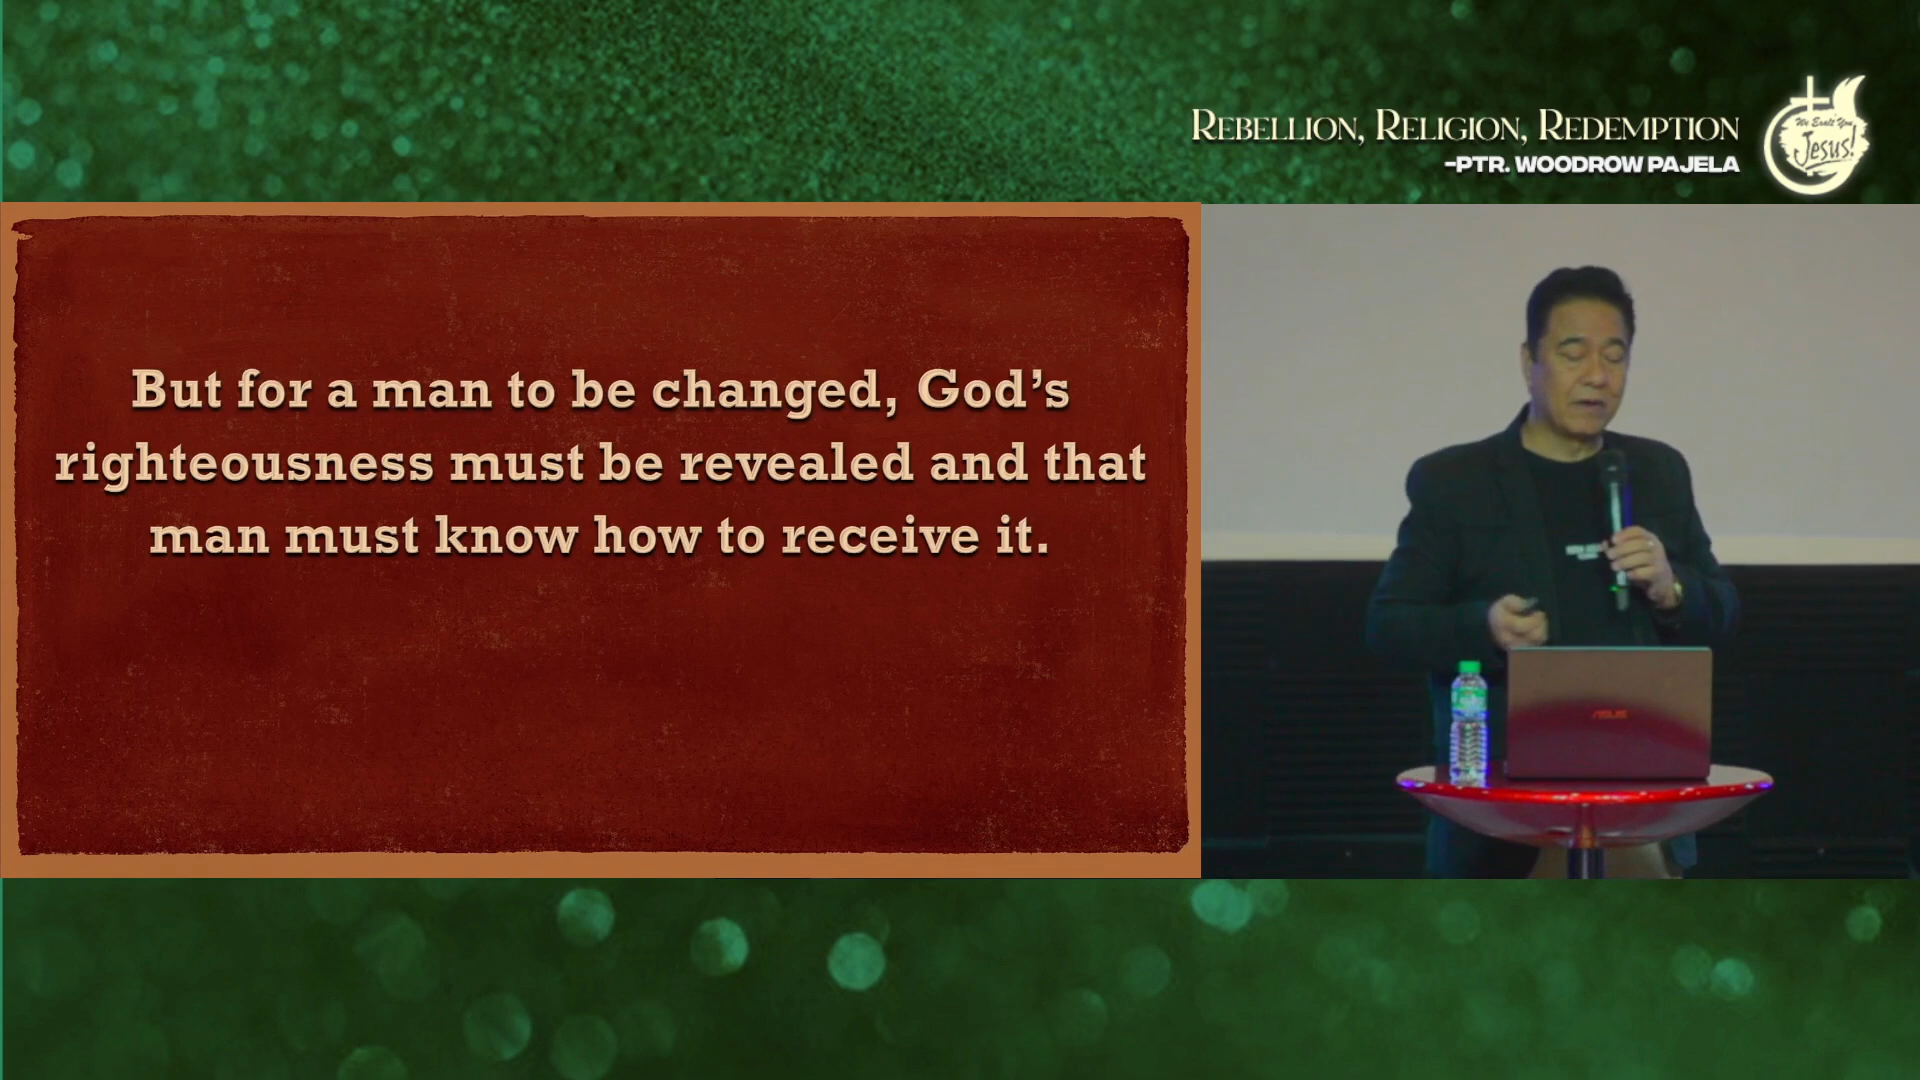 Rebellion, Religion, Redemption
-PTR. WOODROW PAJELA
We Exalt You
Jesus!
But for a man to be changed, God's
righteousness must be revealed and that
man must know how to receive it.
ASUS